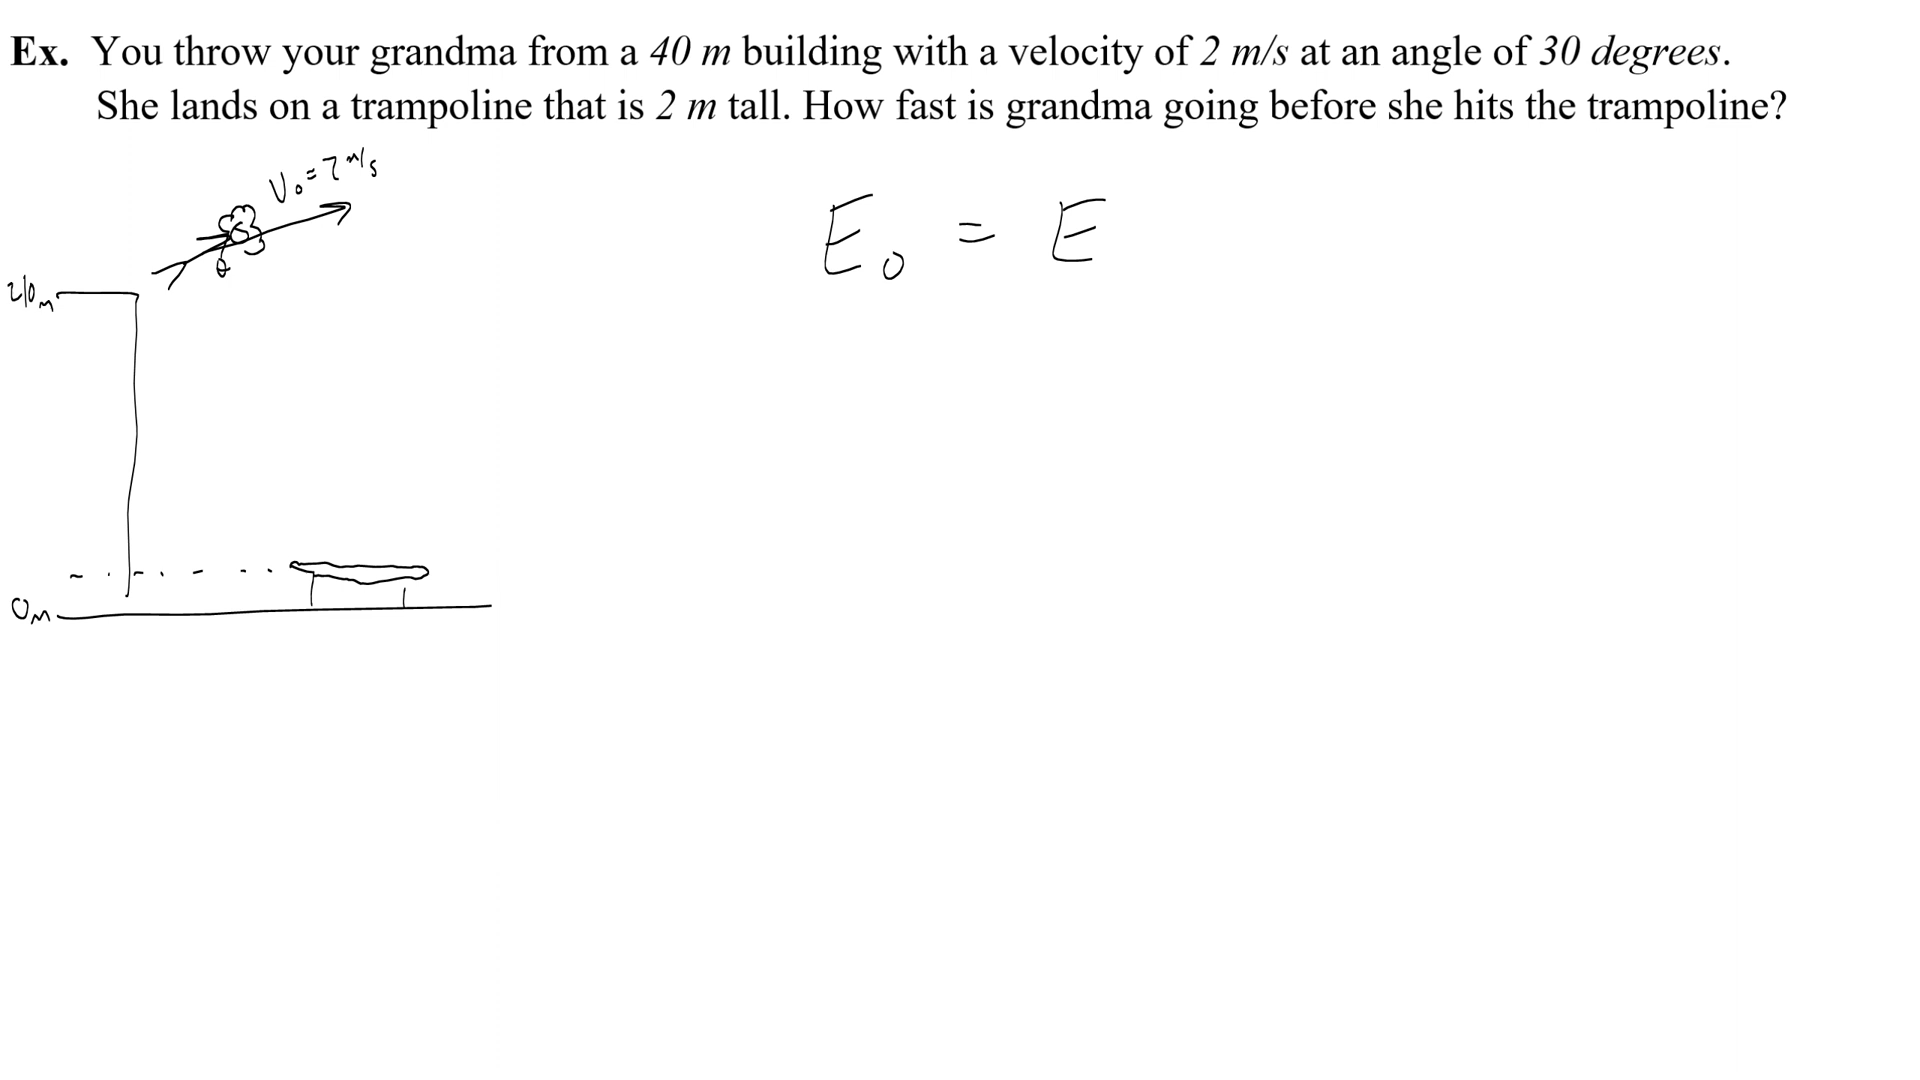 Ex. You throw your grandma from a 40 m building with a velocity of 2 m/s at an angle of 30 degrees.
She lands on a trampoline that is 2 m tall. How fast is grandma going before she hits the trampoline?
V₀ = 2 m/s
E₀ = E
40m
0m